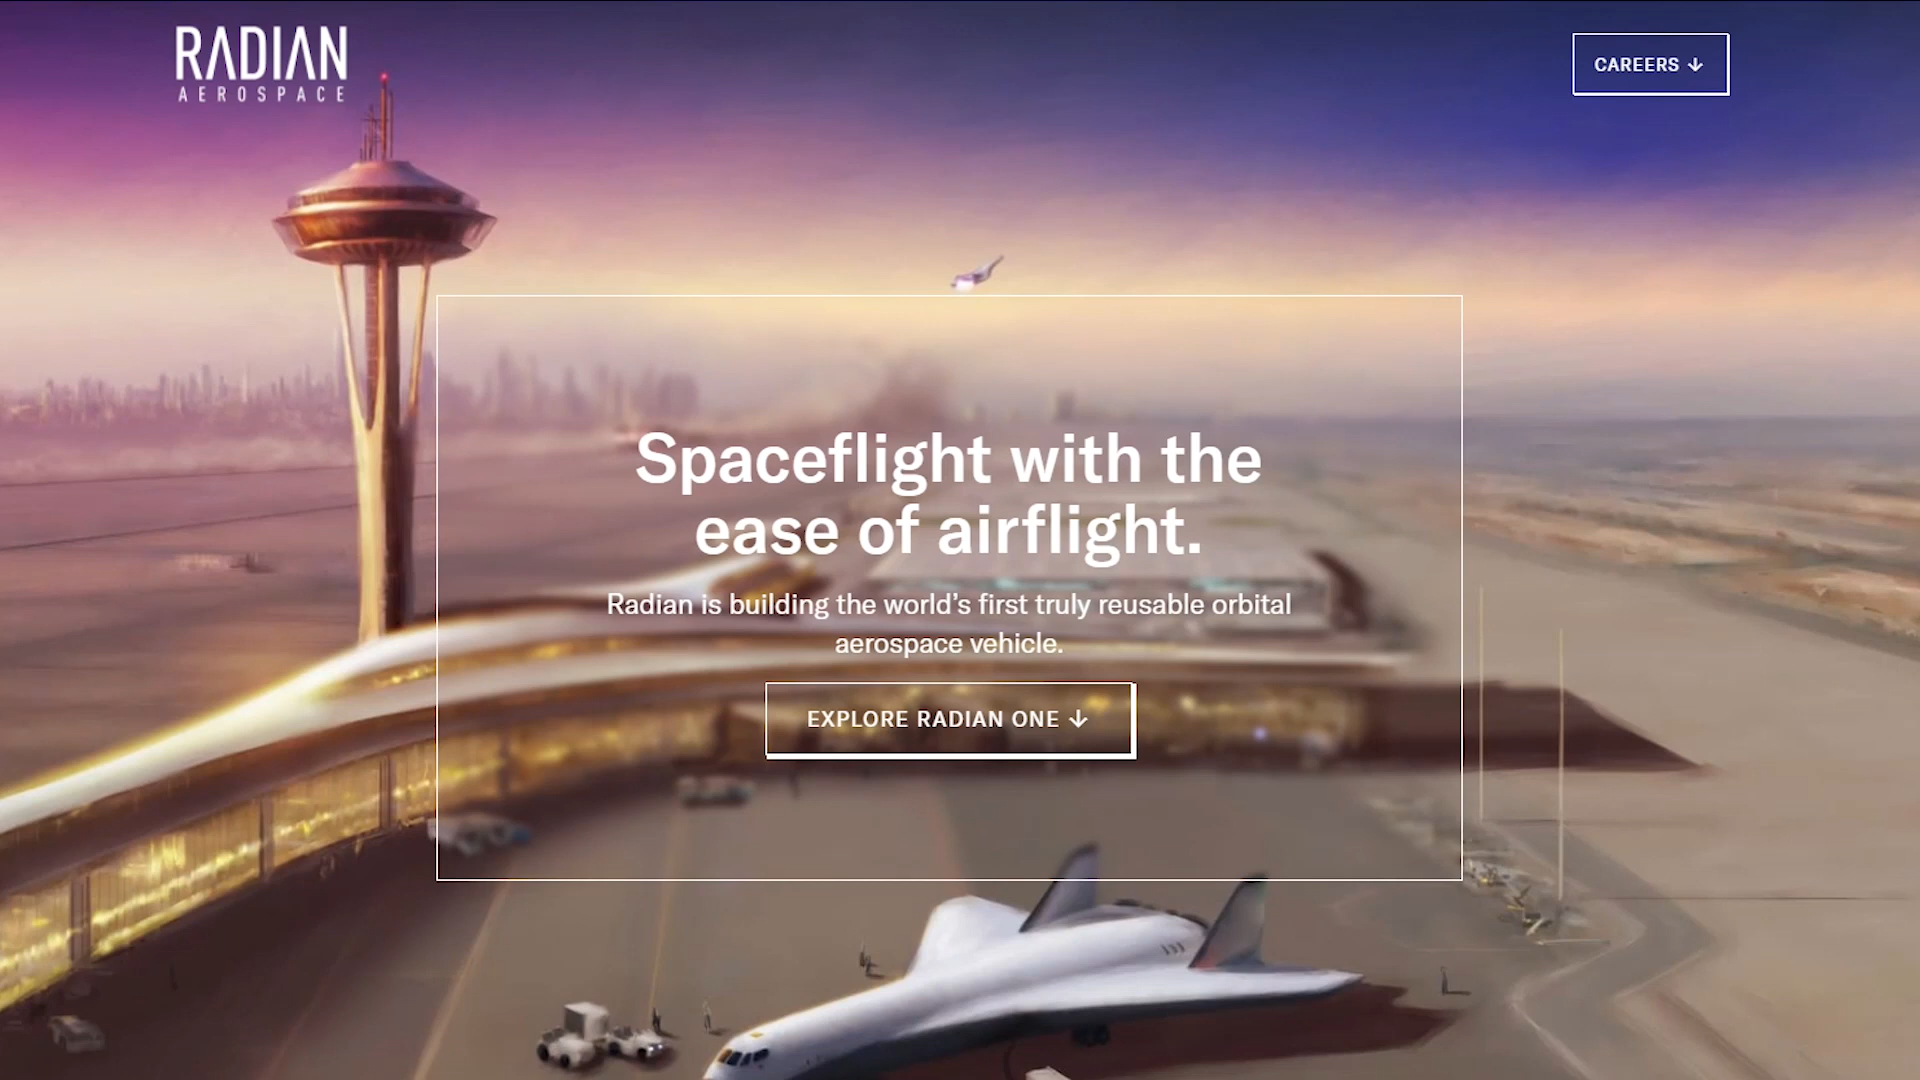 RADIAN
AEROSPACE
CAREERS ↓
Spaceflight with the
ease of airflight.
Radian is building the world’s first truly reusable orbital
aerospace vehicle.
EXPLORE RADIAN ONE ↓